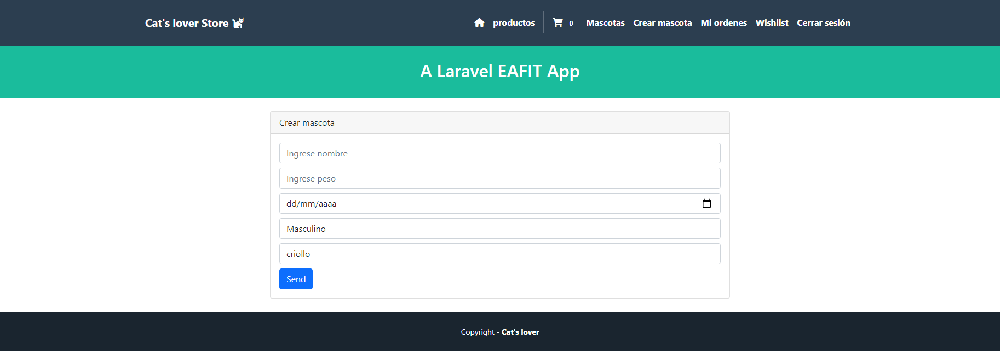 Cat's lover Store
productos 0 Mascotas Crear mascota Mi ordenes Wishlist Cerrar sesión
A Laravel EAFIT App
Crear mascota
Ingrese nombre
Ingrese peso
dd/mm/aaaa
Masculino
criollo
Send
Copyright - Cat's lover